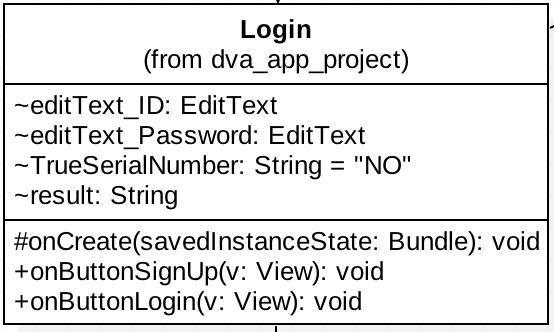 Login
(from dva_app_project)
~editText_ID: EditText
~editText_Password: EditText
~TrueSerialNumber: String = "NO"
~result: String
#onCreate(savedInstanceState: Bundle): void
+onButtonSignUp(v: View): void
+onButtonLogin(v: View): void